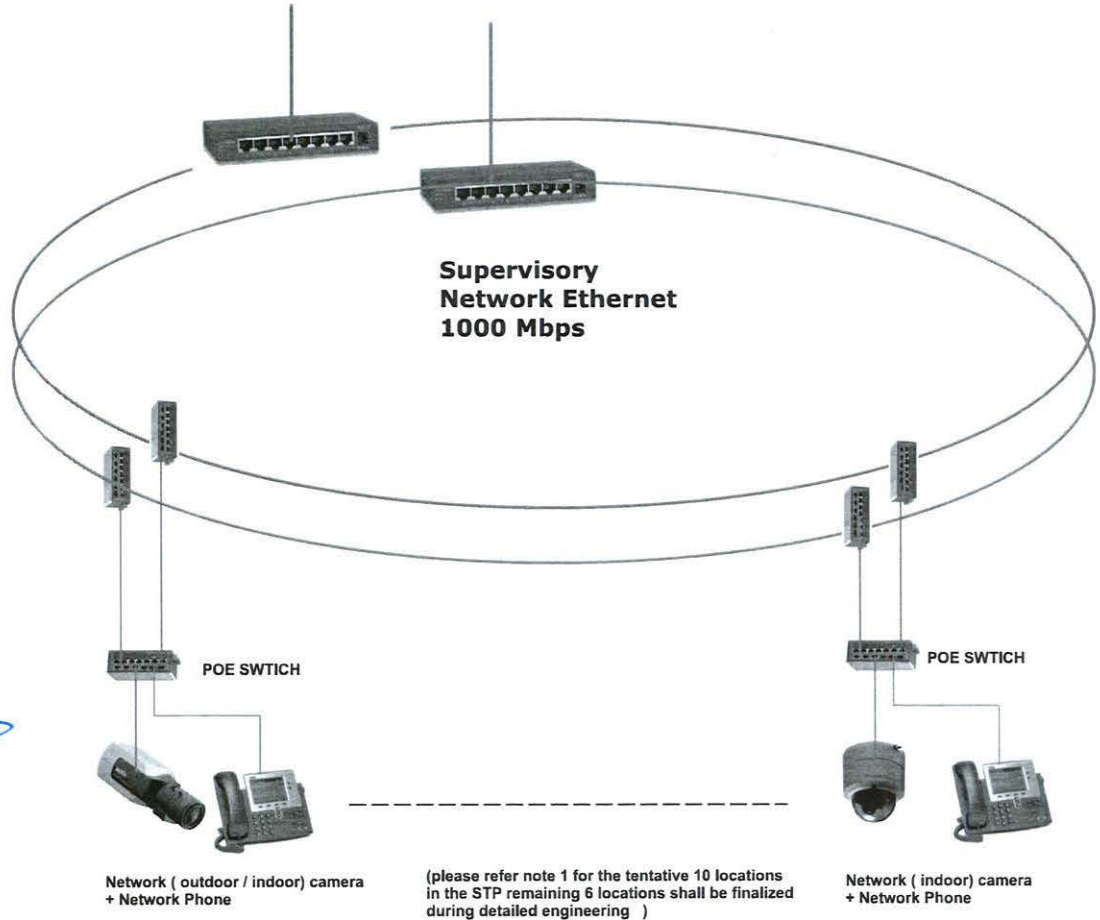 Supervisory
Network Ethernet
1000 Mbps
POE SWTICH
POE SWTICH
Network ( outdoor / indoor) camera
+ Network Phone
(please refer note 1 for the tentative 10 locations
in the STP remaining 6 locations shall be finalized
during detailed engineering )
Network ( indoor) camera
+ Network Phone